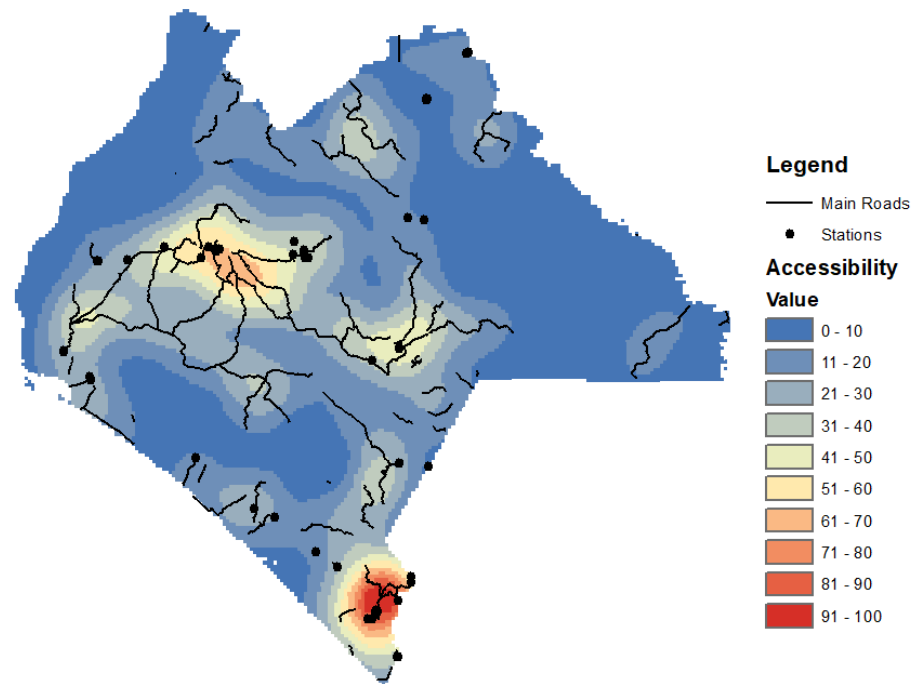 Legend
Main Roads
Stations
Accessibility
Value
0 - 10
11 - 20
21 - 30
31 - 40
41 - 50
51 - 60
61 - 70
71 - 80
81 - 90
91 - 100